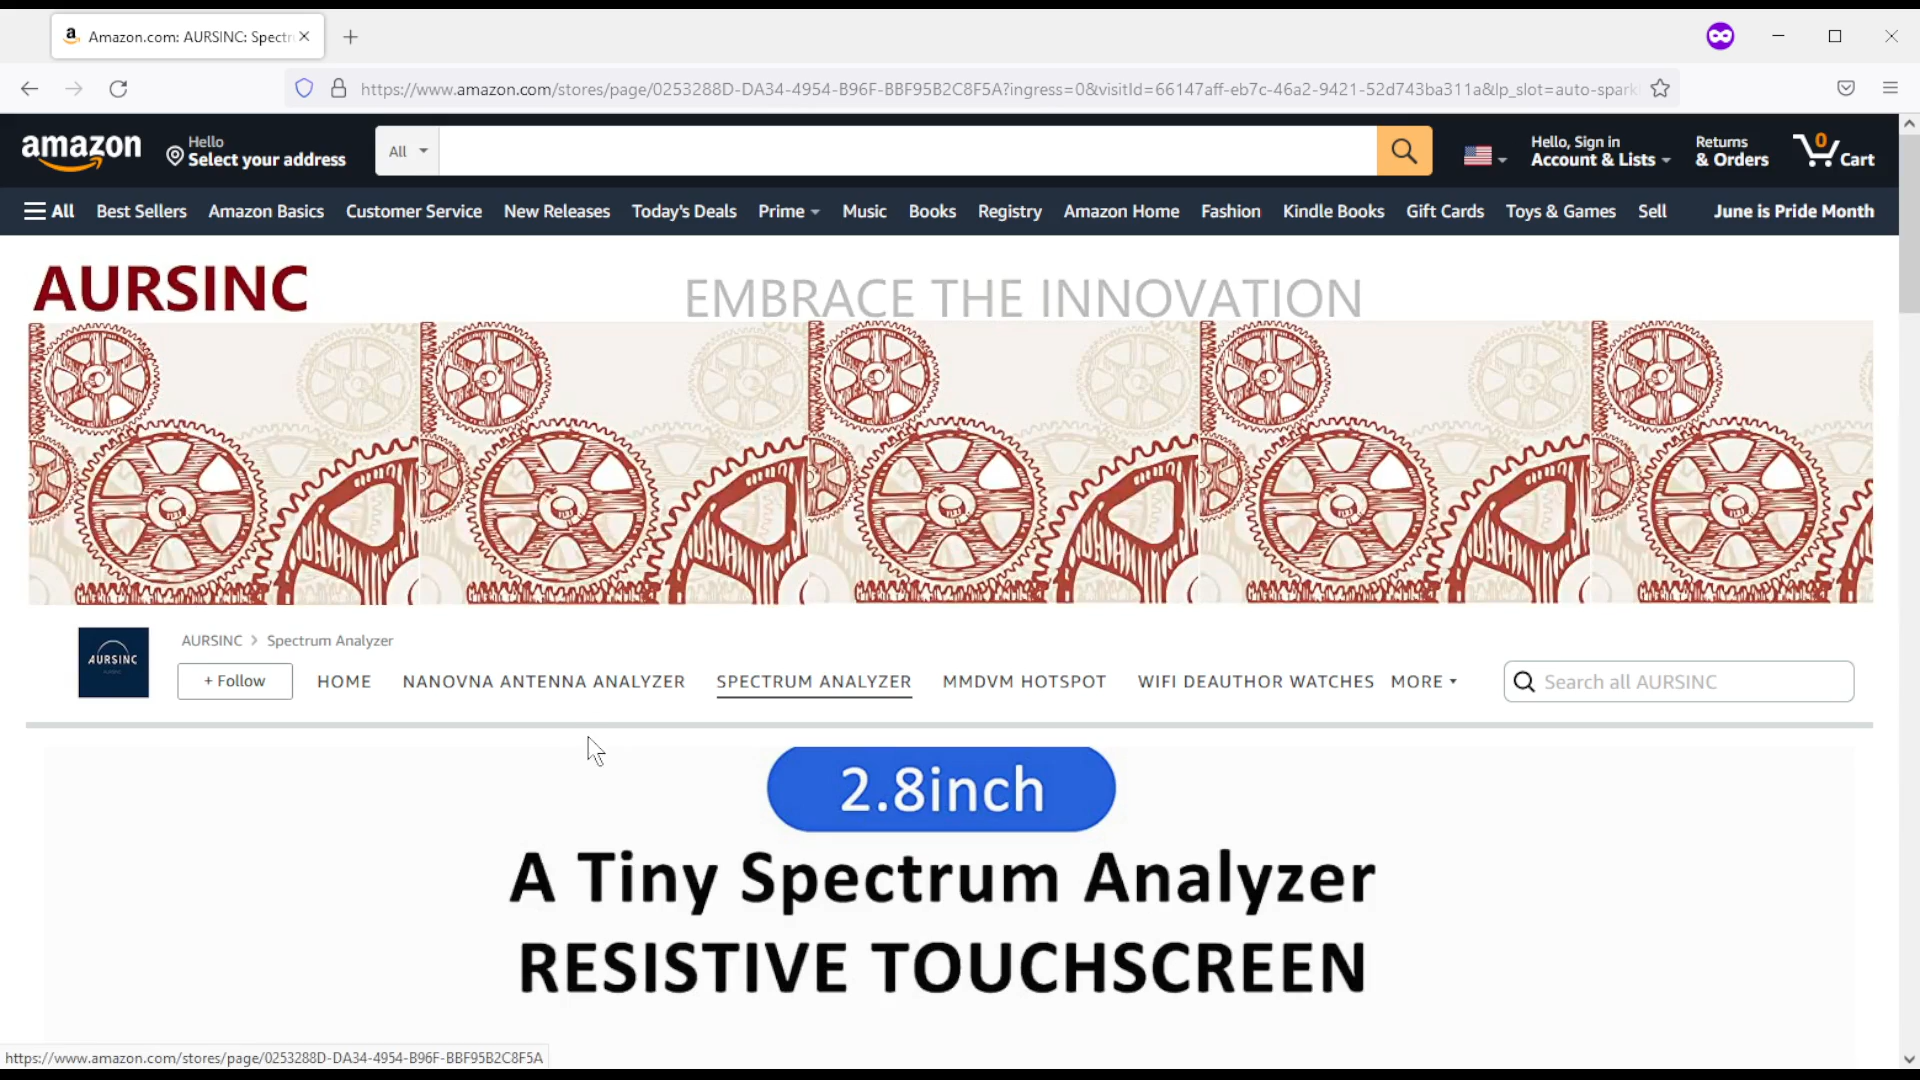 Amazon.com: AURSINC: Spectr
https://www.amazon.com/stores/page/0253288D-DA34-4954-B96F-BBF95B2C8F5A?ingress=0&visitId=66147aff-eb7c-46a2-9421-52d743ba311a&lp_slot=auto-spark
amazon
Hello
Select your address
All
Hello, Sign in
Account & Lists
Returns
& Orders
0
Cart
All Best Sellers Amazon Basics Customer Service New Releases Today's Deals Prime Music Books Registry Amazon Home Fashion Kindle Books Gift Cards Toys & Games Sell June is Pride Month
AURSINC EMBRACE THE INNOVATION
AURSINC
AURSINC > Spectrum Analyzer
+ Follow HOME NANOVNA ANTENNA ANALYZER SPECTRUM ANALYZER MMDVM HOTSPOT WIFI DEAUTHOR WATCHES MORE Search all AURSINC
2.8inch
A Tiny Spectrum Analyzer
RESISTIVE TOUCHSCREEN
https://www.amazon.com/stores/page/0253288D-DA34-4954-B96F-BBF95B2C8F5A